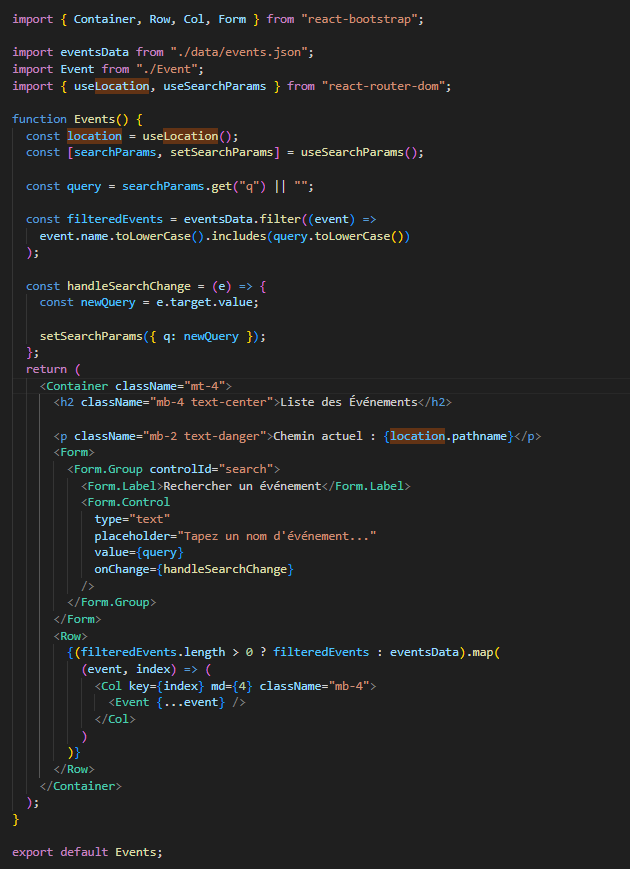 import { Container, Row, Col, Form } from "react-bootstrap";
import eventsData from "./data/events.json";
import Event from "./Event";
import { useLocation, useSearchParams } from "react-router-dom";
function Events() {
const location = useLocation();
const [searchParams, setSearchParams] = useSearchParams();
const query = searchParams.get("q") || "";
const filteredEvents = eventsData.filter((event) =>
event.name.toLowerCase().includes(query.toLowerCase())
);
const handleSearchChange = (e) => {
const newQuery = e.target.value;
setSearchParams({ q: newQuery });
};
return (
<Container className="mt-4">
<h2 className="mb-4 text-center">Liste des Événements</h2>
<p className="mb-2 text-danger">Chemin actuel : {location.pathname}</p>
<Form>
<Form.Group controlId="search">
<Form.Label>Rechercher un événement</Form.Label>
<Form.Control
type="text"
placeholder="Tapez un nom d'événement..."
value={query}
onChange={handleSearchChange}
/>
</Form.Group>
</Form>
<Row>
{(filteredEvents.length > 0 ? filteredEvents : eventsData).map(
(event, index) => (
<Col key={index} md={4} className="mb-4">
<Event {...event} />
</Col>
)
)}
</Row>
</Container>
);
}
export default Events;